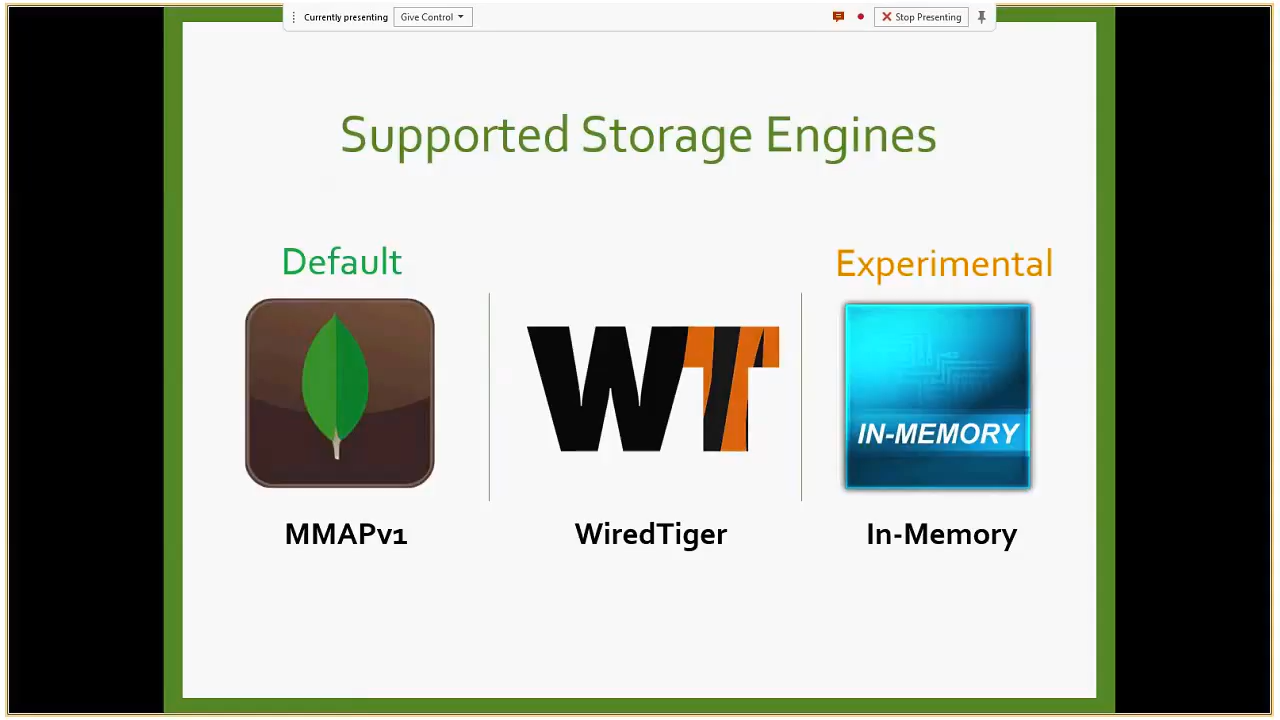 Currently presenting Give Control Stop Presenting
Supported Storage Engines
Default Experimental
WT
IN-MEMORY
MMAPv1 WiredTiger In-Memory